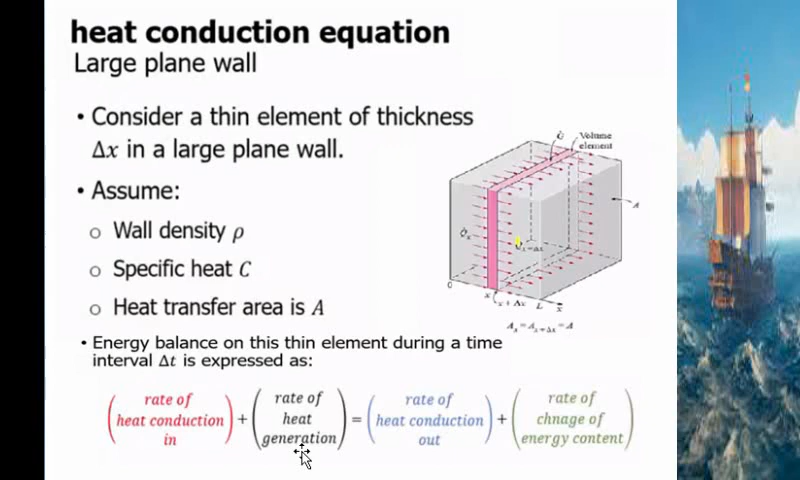 heat conduction equation
Large plane wall
• Consider a thin element of thickness
Δx in a large plane wall.
• Assume:
o Wall density ρ
o Specific heat C
o Heat transfer area is A
Volume
element
A
0
x
x + Δx L x
Aₓ = Aₓ₊Δₓ = A
• Energy balance on this thin element during a time
interval Δt is expressed as:
(rate of heat conduction in) + (rate of heat generation) = (rate of heat conduction out) + (rate of chnage of energy content)